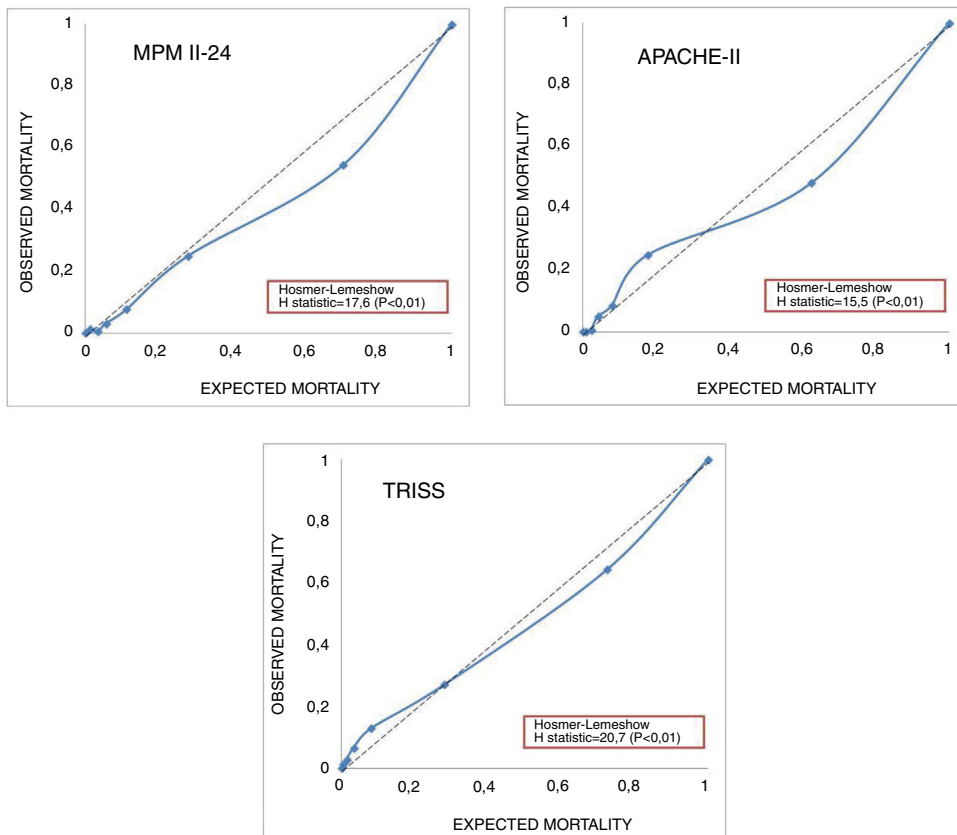 MPM II-24
OBSERVED MORTALITY
1
0,8
0,6
0,4
0,2
0
0
0,2
0,4
0,6
0,8
1
EXPECTED MORTALITY
Hosmer-Lemeshow
H statistic=17,6 (P<0,01)
APACHE-II
OBSERVED MORTALITY
1
0,8
0,6
0,4
0,2
0
0
0,2
0,4
0,6
0,8
1
EXPECTED MORTALITY
Hosmer-Lemeshow
H statistic=15,5 (P<0,01)
TRISS
OBSERVED MORTALITY
1
0,8
0,6
0,4
0,2
0
0
0,2
0,4
0,6
0,8
1
EXPECTED MORTALITY
Hosmer-Lemeshow
H statistic=20,7 (P<0,01)